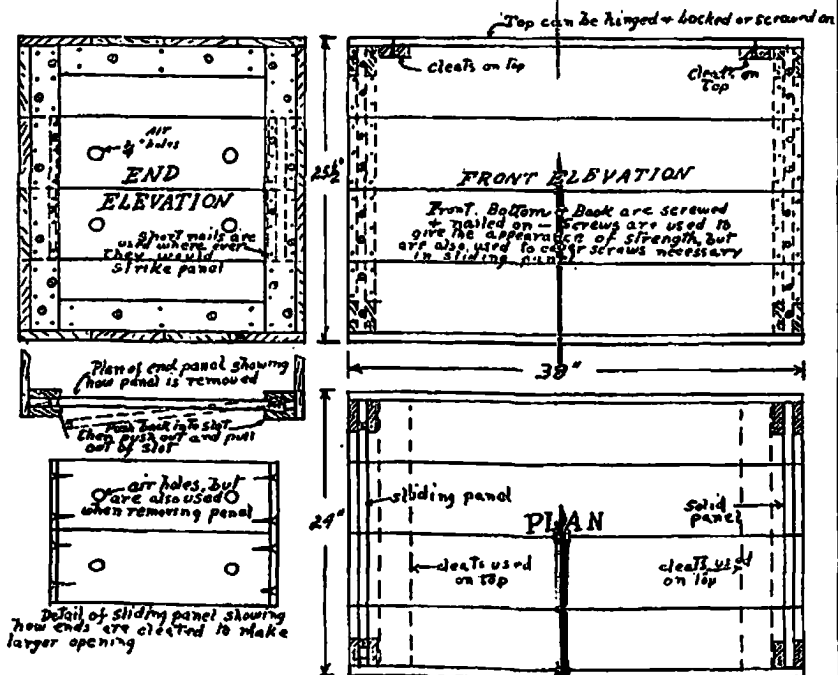 Top can be hinged + locked or screwed on
cleats on top
cleats on
Top
AIR
holes
END
ELEVATION
Short nails are
used where ever
they would
strike panel
25½"
FRONT ELEVATION
Front, Bottom + Back are screwed
+ nailed on - Screws are used to
give the appearance of strength, but
are also used to cover screws necessary
in sliding panel
38"
Plan of end panel showing
how panel is removed
Push back into slot
then push out and pull
out of slot
air holes, but
are also used
when removing panel
Detail of sliding panel showing
how ends are cleated to make
larger opening
24"
sliding panel
Solid
panel
PLAN
cleats used
on top
cleats used
on top